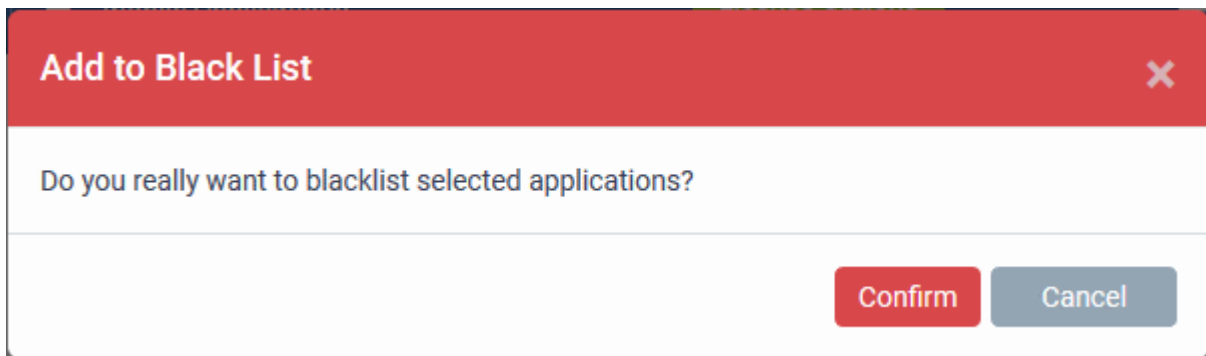 Add to Black List
×
Do you really want to blacklist selected applications?
Confirm Cancel